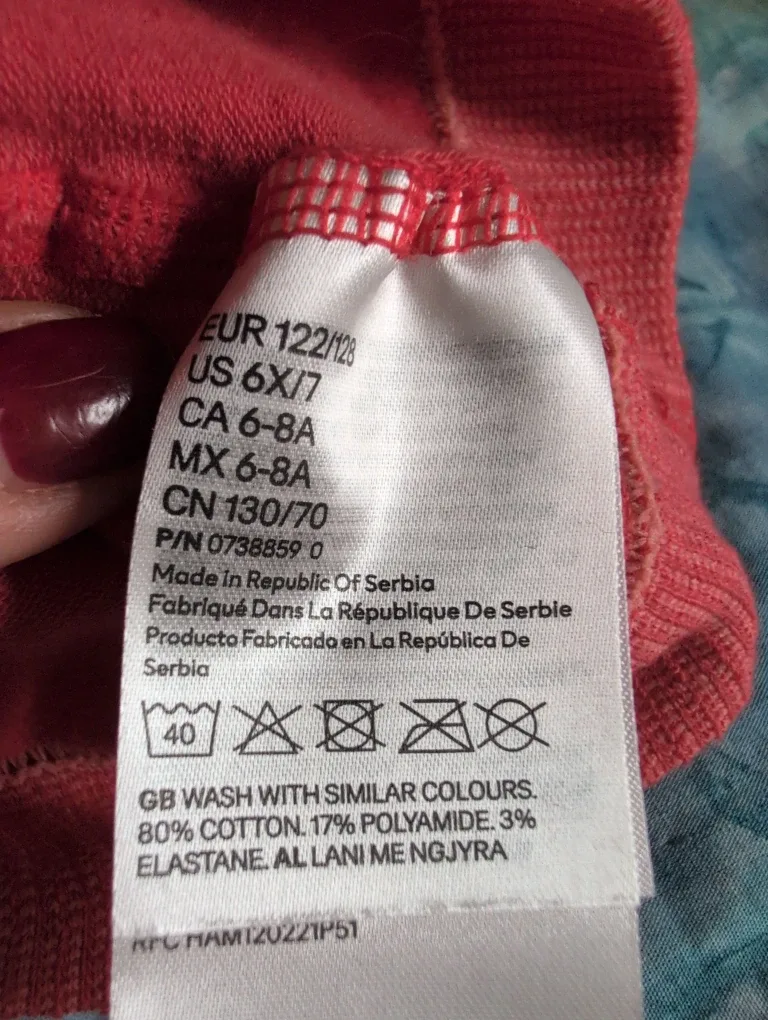 EUR 122/128
US 6X/7
CA 6-8A
MX 6-8A
CN 130/70
P/N 0738859 0
Made in Republic Of Serbia
Fabriqué Dans La République De Serbie
Producto Fabricado en La República De
Serbia
40
GB WASH WITH SIMILAR COLOURS.
80% COTTON. 17% POLYAMIDE. 3%
ELASTANE. AL LANI ME NGJYRA